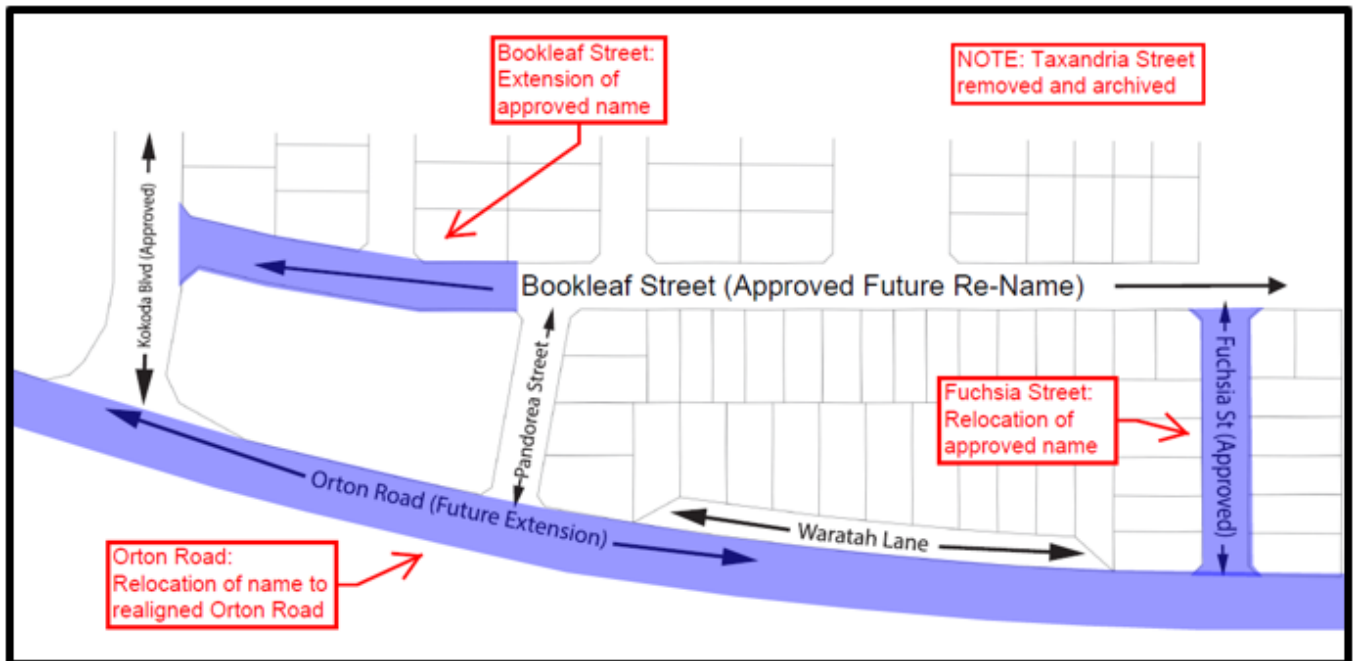 Bookleaf Street:
Extension of
approved name
NOTE: Taxandria Street
removed and archived
Kokoda Blvd (Approved)
Bookleaf Street (Approved Future Re-Name)
Pandorea Street
Fuchsia St (Approved)
Fuchsia Street:
Relocation of
approved name
Orton Road (Future Extension)
Waratah Lane
Orton Road:
Relocation of name to
realigned Orton Road